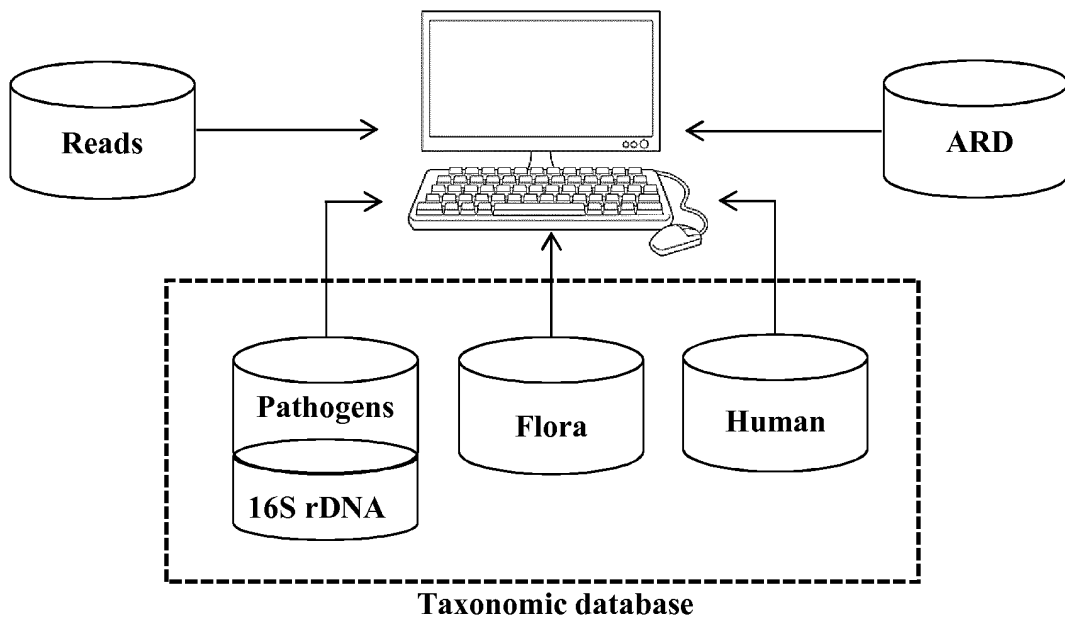 Reads
ARD
Pathogens
Flora
Human
16S rDNA
Taxonomic database